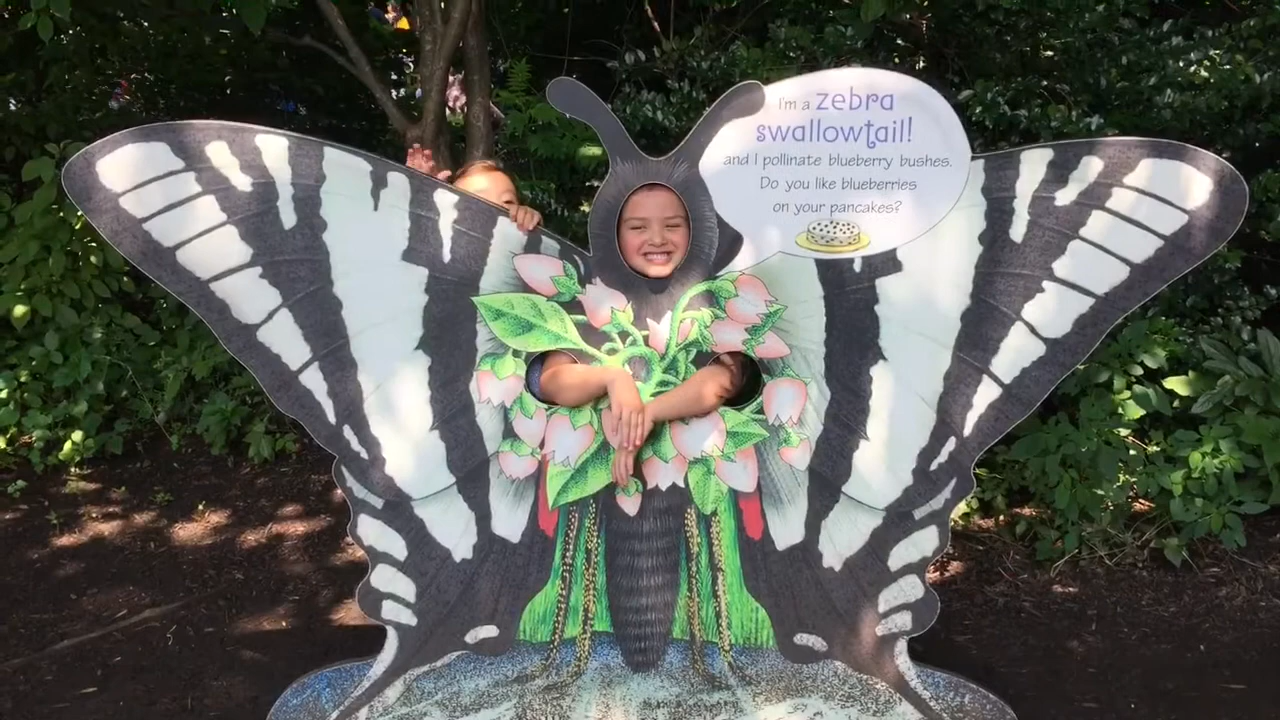 I'm a zebra
swallowtail!
and I pollinate blueberry bushes.
Do you like blueberries
on your pancakes?